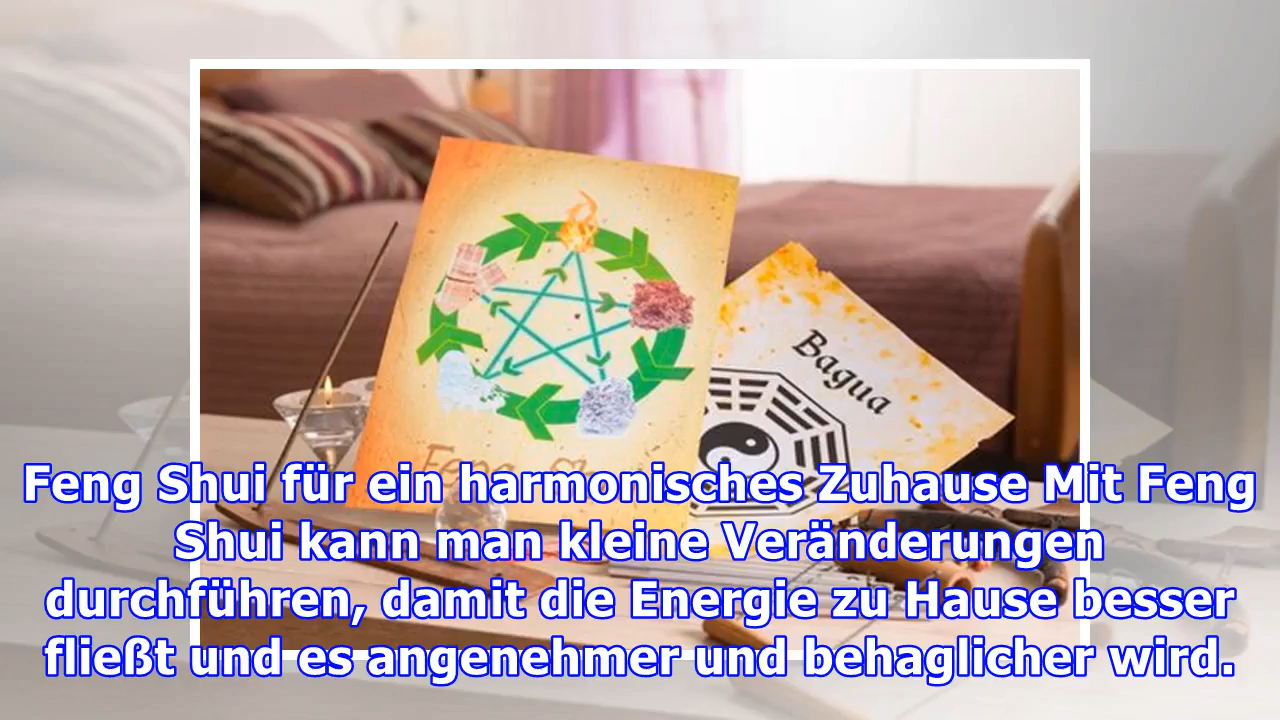 Bagua
Feng Shui für ein harmonisches Zuhause Mit Feng
Shui kann man kleine Veränderungen
durchführen, damit die Energie zu Hause besser
fließt und es angenehmer und behaglicher wird.